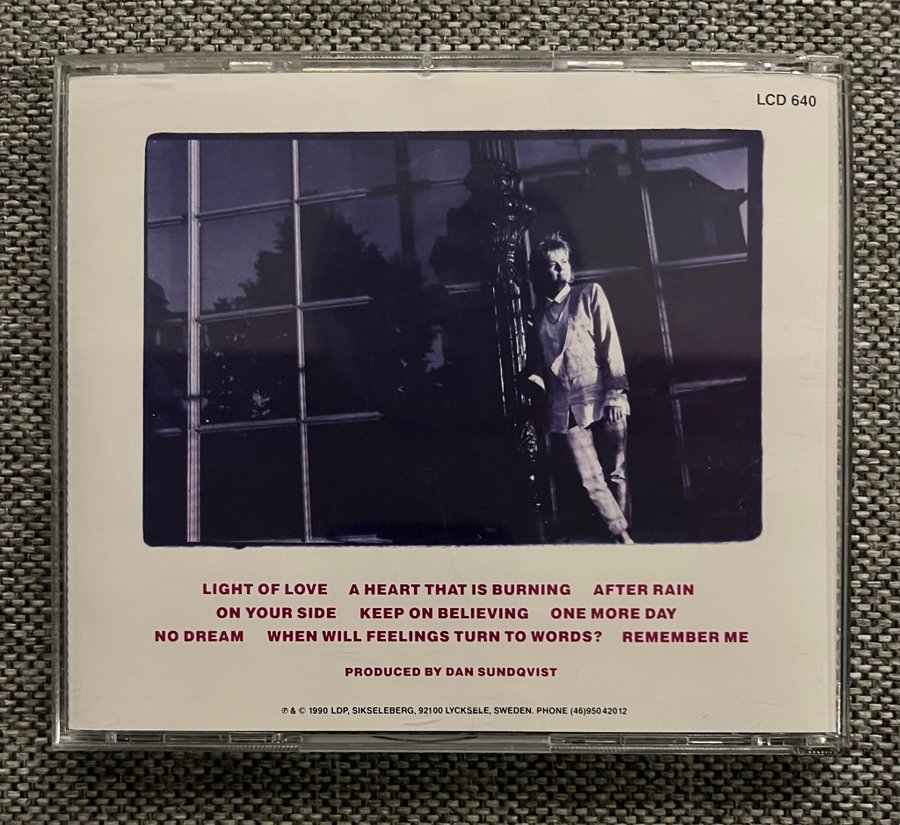 LCD 640
LIGHT OF LOVE A HEART THAT IS BURNING AFTER RAIN
ON YOUR SIDE KEEP ON BELIEVING ONE MORE DAY
NO DREAM WHEN WILL FEELINGS TURN TO WORDS? REMEMBER ME
PRODUCED BY DAN SUNDQVIST
℗ & © 1990 LDP, SIKSELEBERG, 92100 LYCKSELE, SWEDEN. PHONE (46)95042012